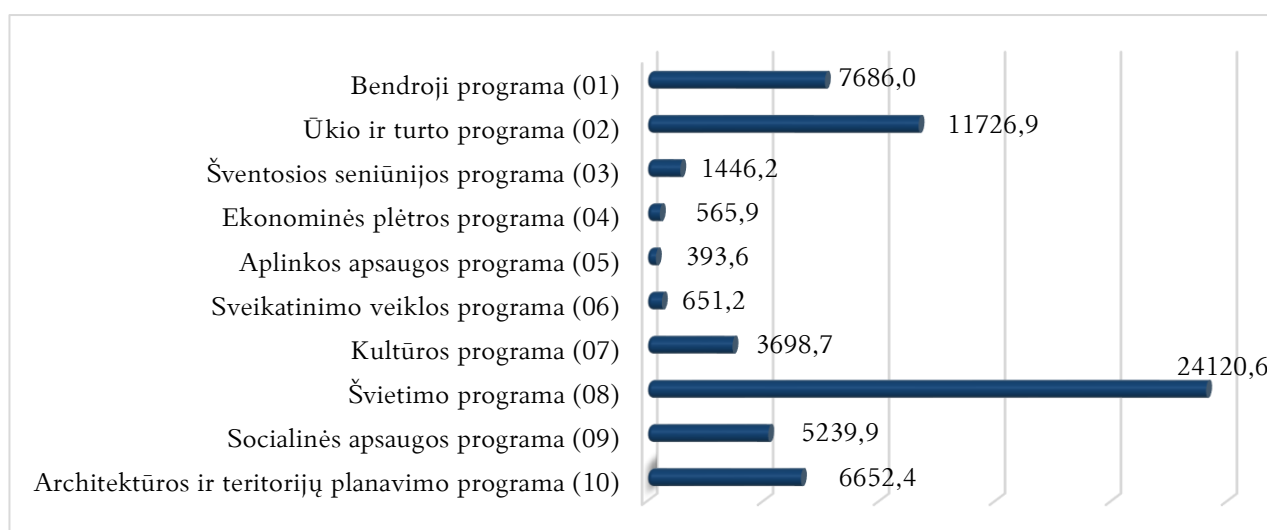 Bendroji programa (01) 7686,0
Ūkio ir turto programa (02) 11726,9
Šventosios seniūnijos programa (03) 1446,2
Ekonominės plėtros programa (04) 565,9
Aplinkos apsaugos programa (05) 393,6
Sveikatinimo veiklos programa (06) 651,2
Kultūros programa (07) 3698,7
Švietimo programa (08) 24120,6
Socialinės apsaugos programa (09) 5239,9
Architektūros ir teritorijų planavimo programa (10) 6652,4